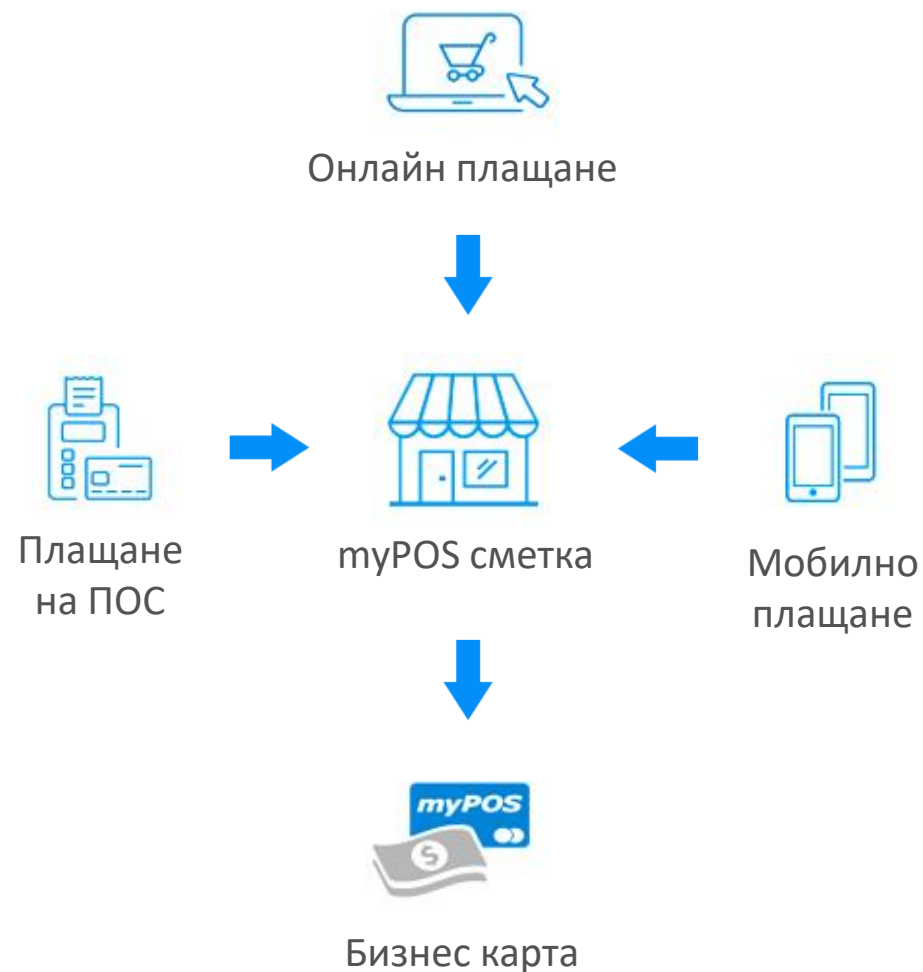 Онлайн плащане
Плащане
на ПОС
myPOS сметка
Мобилно
плащане
myPOS
$
Бизнес карта